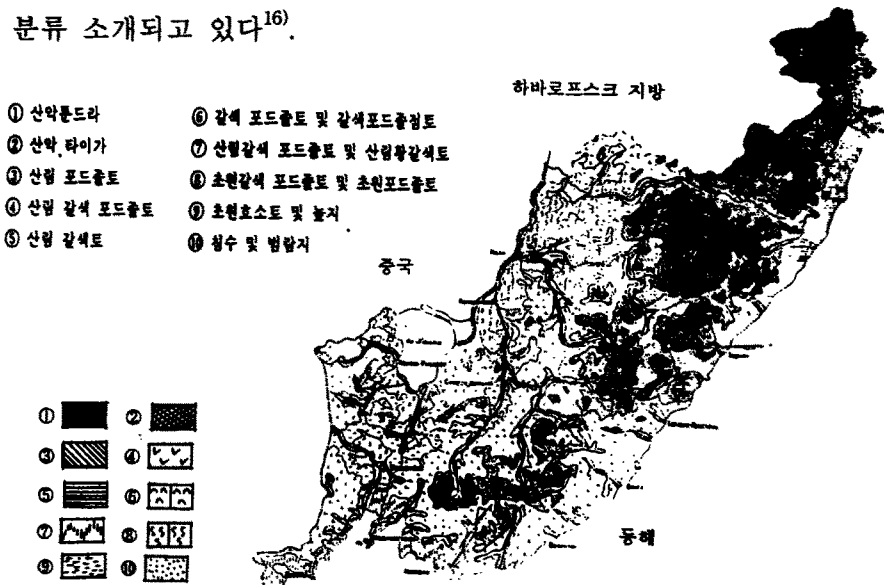 분류 소개되고 있다16).
하바로프스크 지방
① 산악툰드라
② 산악, 타이가
③ 산림 포드졸토
④ 산림 갈색 포드졸토
⑤ 산림 갈색토
⑥ 갈색 포드졸토 및 갈색포드졸점토
⑦ 산림갈색 포드졸토 및 산림황갈색토
⑧ 초원갈색 포드졸토 및 초원포드졸토
⑨ 초원흐소토 및 늪지
⑩ 침수 및 범람지
중국
동해
① ②
③ ④
⑤ ⑥
⑦ ⑧
⑨ ⑩